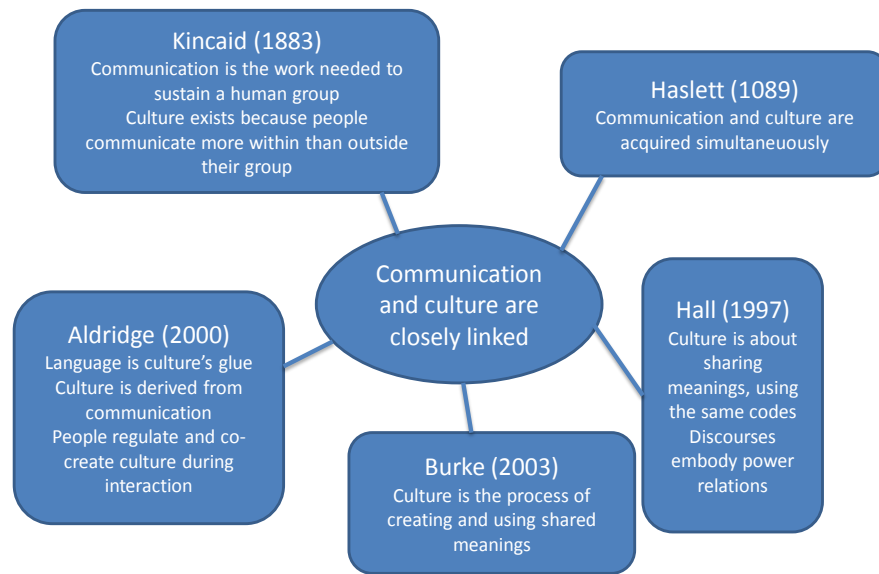 Kincaid (1883)
Communication is the work needed to
sustain a human group
Culture exists because people
communicate more within than outside
their group
Haslett (1089)
Communication and culture are
acquired simultaneuously
Communication
and culture are
closely linked
Aldridge (2000)
Language is culture’s glue
Culture is derived from
communication
People regulate and co-
create culture during
interaction
Hall (1997)
Culture is about
sharing
meanings, using
the same codes
Discourses
embody power
relations
Burke (2003)
Culture is the process of
creating and using shared
meanings